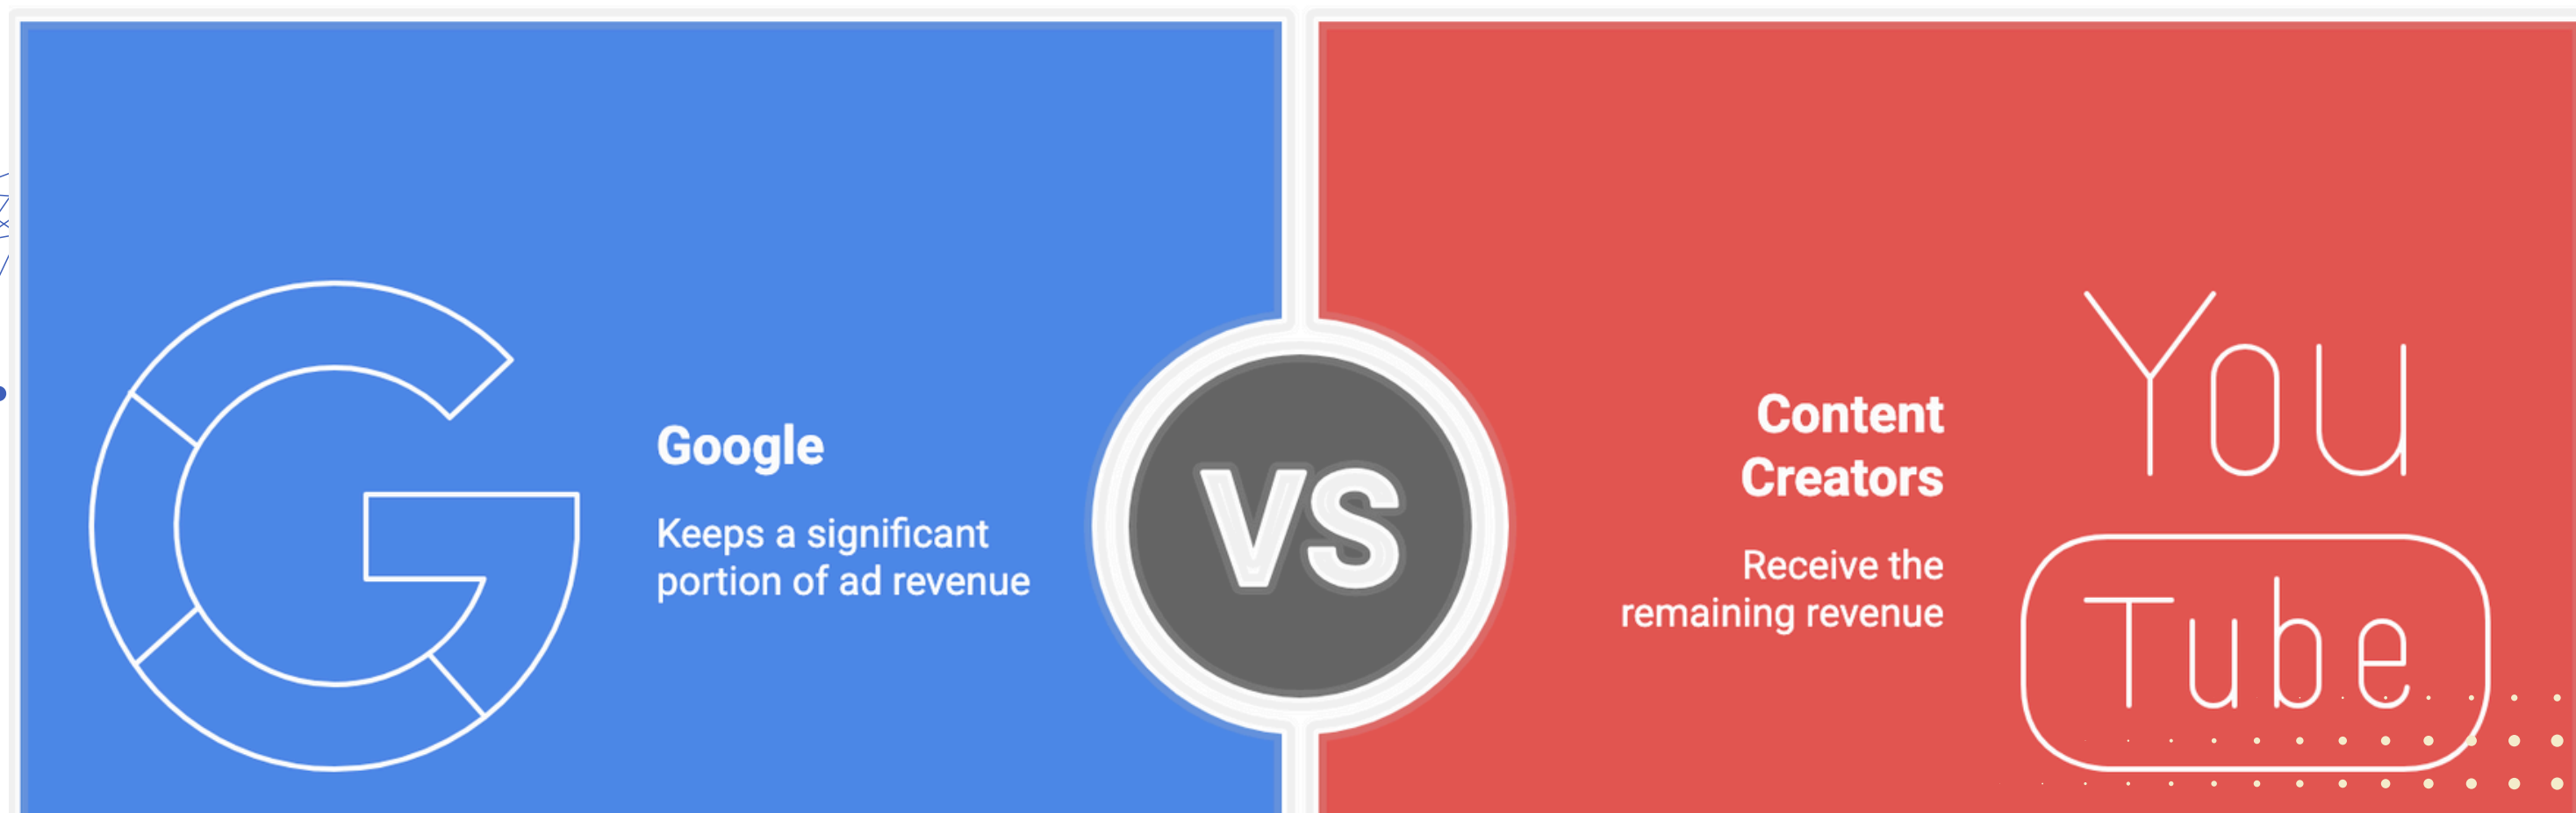 Google
Keeps a significant
portion of ad revenue
VS
Content
Creators
Receive the
remaining revenue
You
Tube